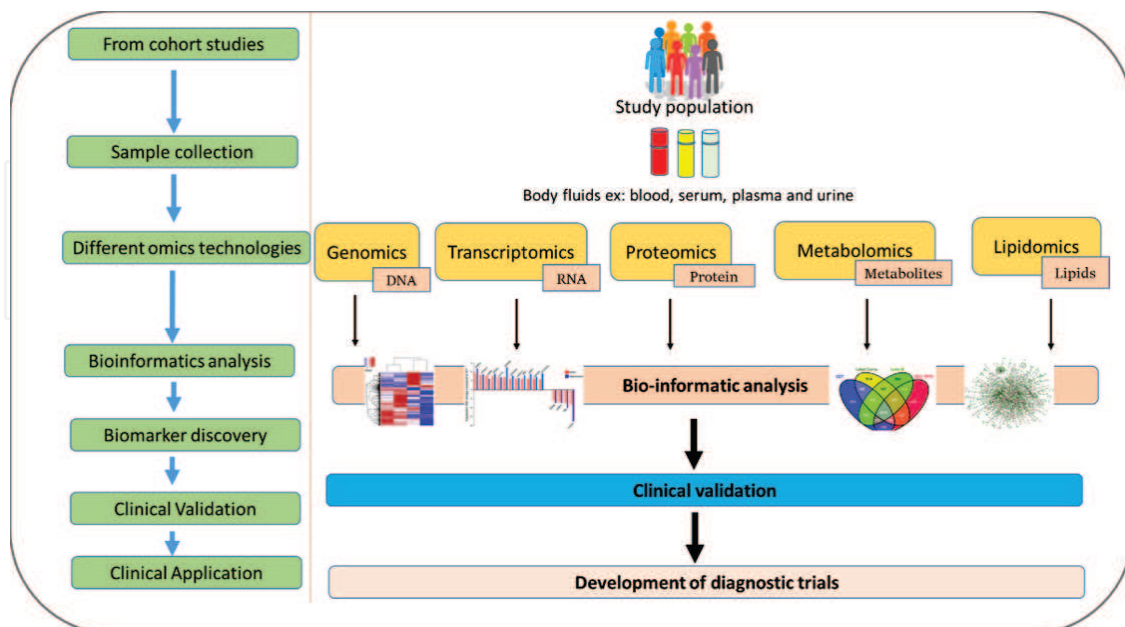 From cohort studies
Sample collection
Different omics technologies
Bioinformatics analysis
Biomarker discovery
Clinical Validation
Clinical Application
Study population
Body fluids ex: blood, serum, plasma and urine
Genomics
DNA
Transcriptomics
RNA
Proteomics
Protein
Metabolomics
Metabolites
Lipidomics
Lipids
Bio-informatic analysis
Clinical validation
Development of diagnostic trials